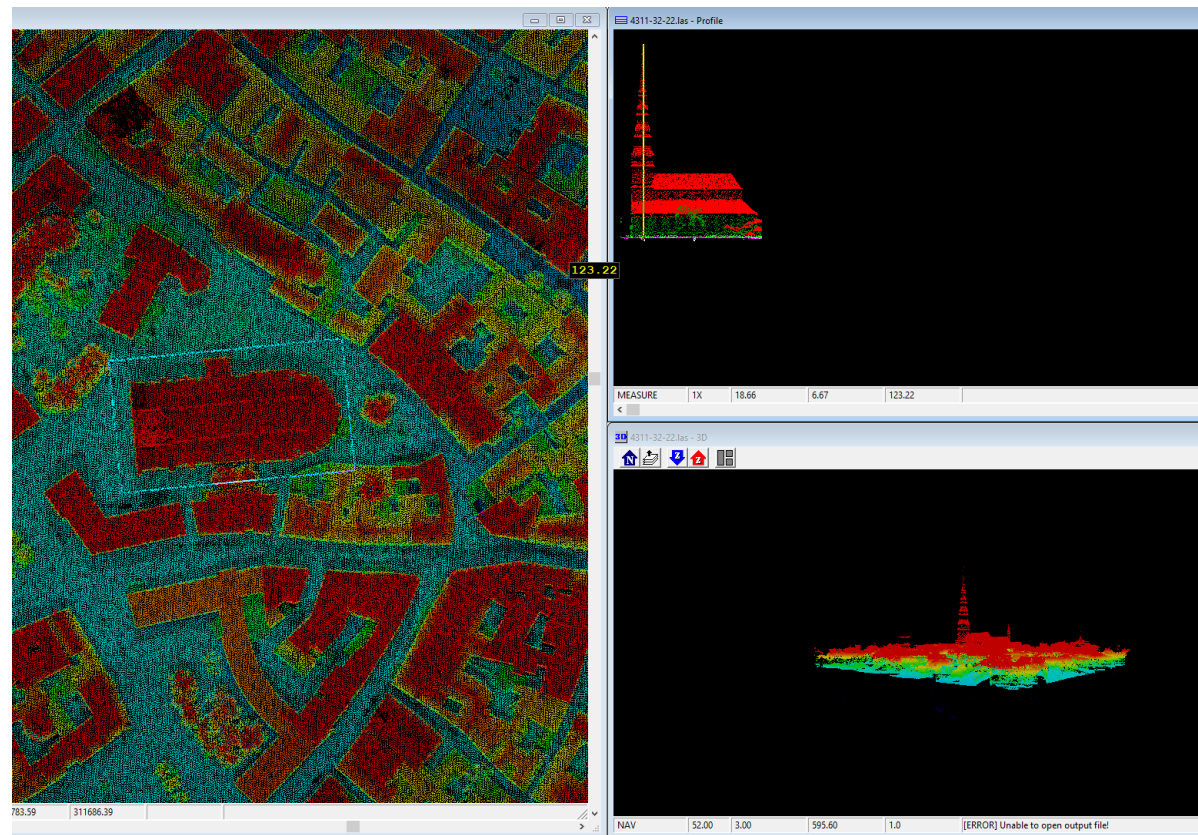 4311-32-22.las - Profile
123.22
MEASURE 1X 18.66 6.67 123.22
3D 4311-32-22.las - 3D
N Z Z
783.59 311686.39
NAV 52.00 3.00 595.60 1.0 [ERROR] Unable to open output file!